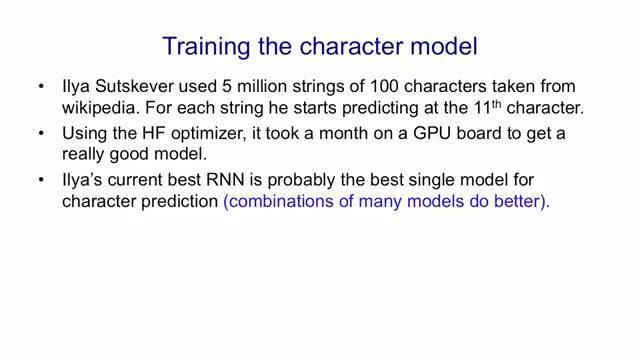 Training the character model
• Ilya Sutskever used 5 million strings of 100 characters taken from
wikipedia. For each string he starts predicting at the 11th character.
• Using the HF optimizer, it took a month on a GPU board to get a
really good model.
• Ilya's current best RNN is probably the best single model for
character prediction (combinations of many models do better).